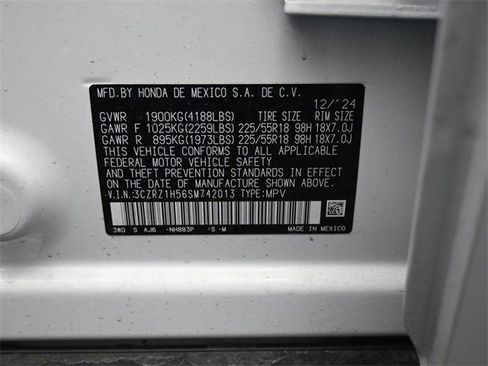 MFD.BY HONDA DE MEXICO S.A. DE C.V.
12/'24
GVWR 1900KG(4188LBS) TIRE SIZE RIM SIZE
GAWR F 1025KG(2259LBS) 225/55R18 98H 18X7.0J
GAWR R 895KG(1973LBS) 225/55R18 98H 18X7.0J
THIS VEHICLE CONFORMS TO ALL APPLICABLE
FEDERAL MOTOR VEHICLE SAFETY
AND THEFT PREVENTION STANDARDS IN EFFECT
ON THE DATE OF MANUFACTURE SHOWN ABOVE.
V.I.N.:3CZRZ1H56SM742013 TYPE:MPV
3W0 S AJ6 -NH883P -S -M MADE IN MEXICO